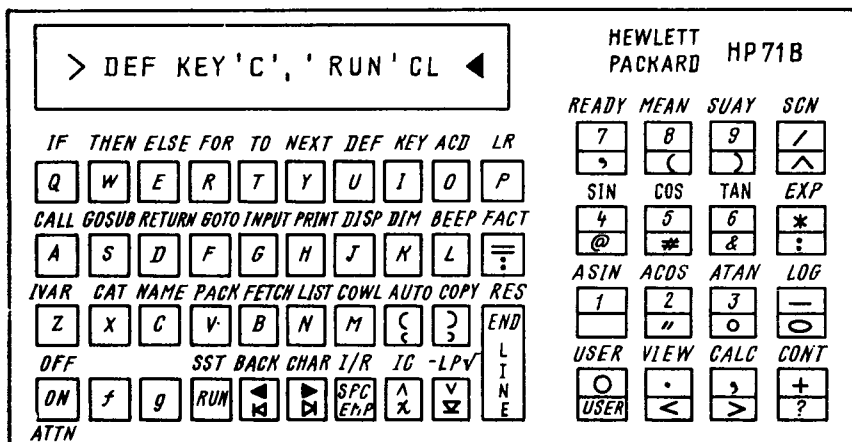 > DEF KEY'C', 'RUN'CL ◀
HEWLETT
PACKARD HP71B
READY MEAN SUAY SCN
7 8 9 /
, ( ) ^
IF THEN ELSE FOR TO NEXT DEF KEY ACD LR
Q W E R T Y U I O P
SIN COS TAN EXP
4 5 6 *
@ # & :
CALL GOSUB RETURN GOTO INPUT PRINT DISP DIM BEEP FACT
A S D F G H J K L =
ASIN ACOS ATAN LOG
1 2 3 —
IVAR CAT NAME PACK FETCH LIST COWL AUTO COPY RES
Z X C V B N M ( ) END LINE
USER VIEW CALC CONT
O . , +
USER < > ?
OFF SST BACK CHAR I/R IC -LP√
ON f g RUN SPC
ATTN